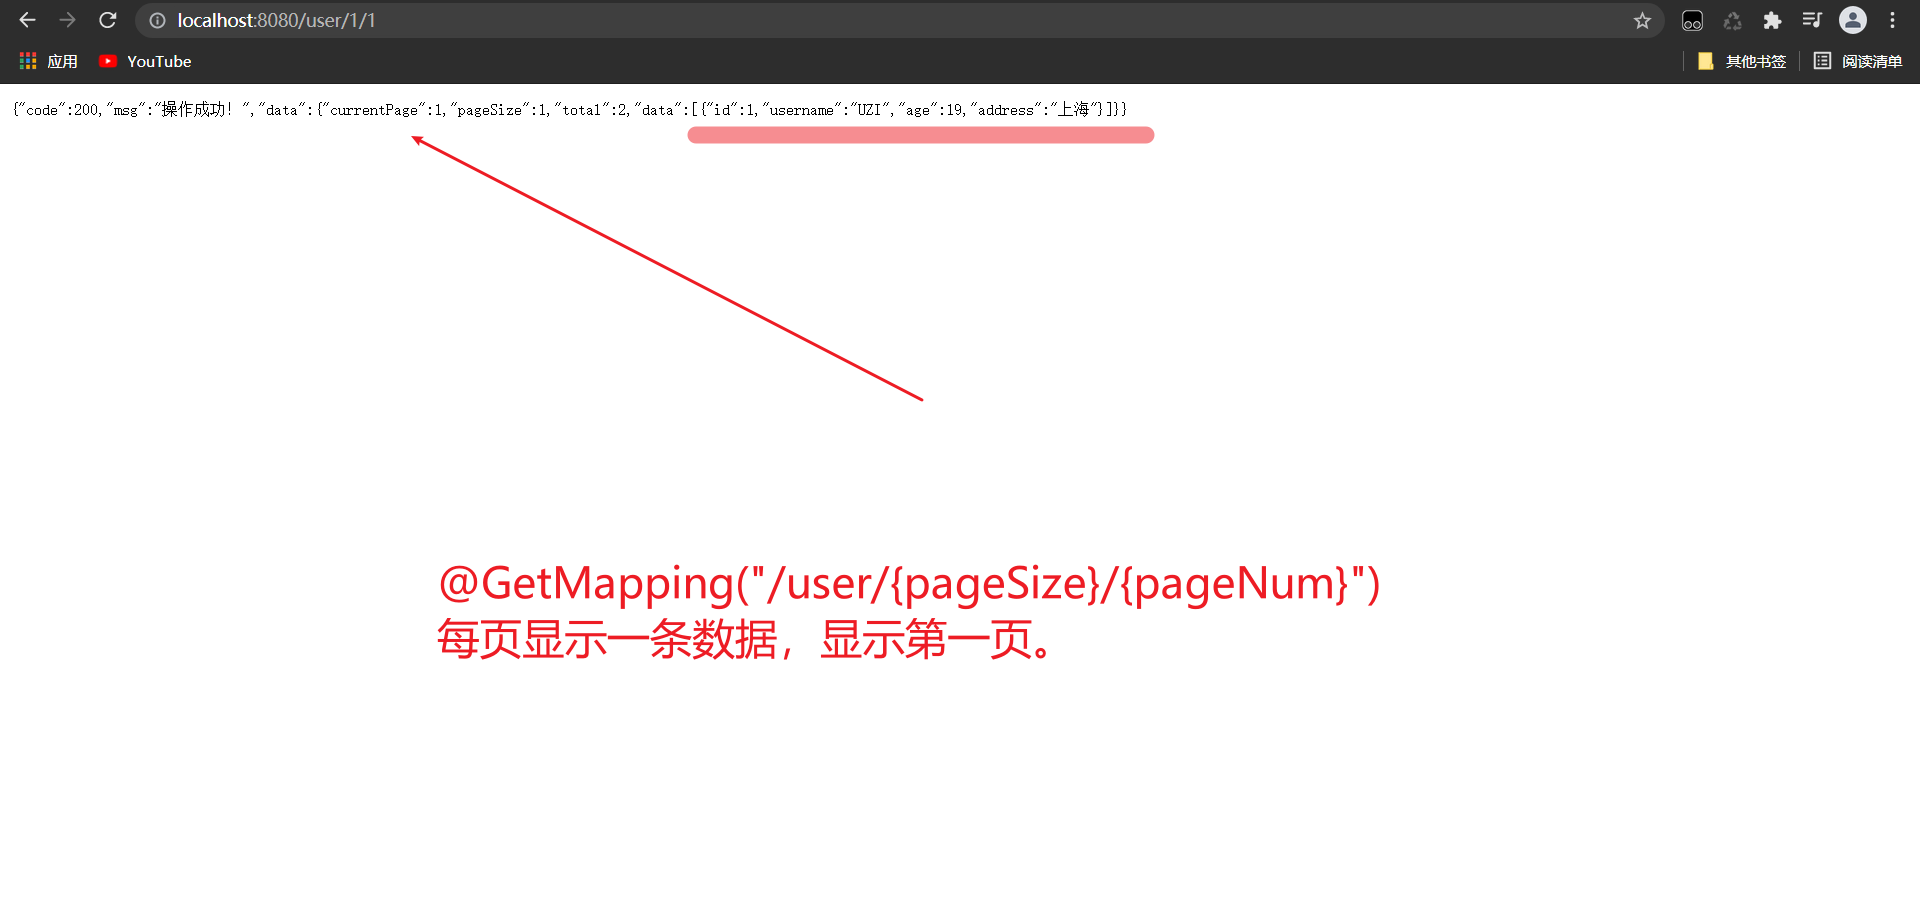 localhost:8080/user/1/1
应用 YouTube 其他书签 阅读清单
{"code":200,"msg":"操作成功！","data":{"currentPage":1,"pageSize":1,"total":2,"data":[{"id":1,"username":"UZI","age":19,"address":"上海"}]}}
@GetMapping("/user/{pageSize}/{pageNum}")
每页显示一条数据，显示第一页。